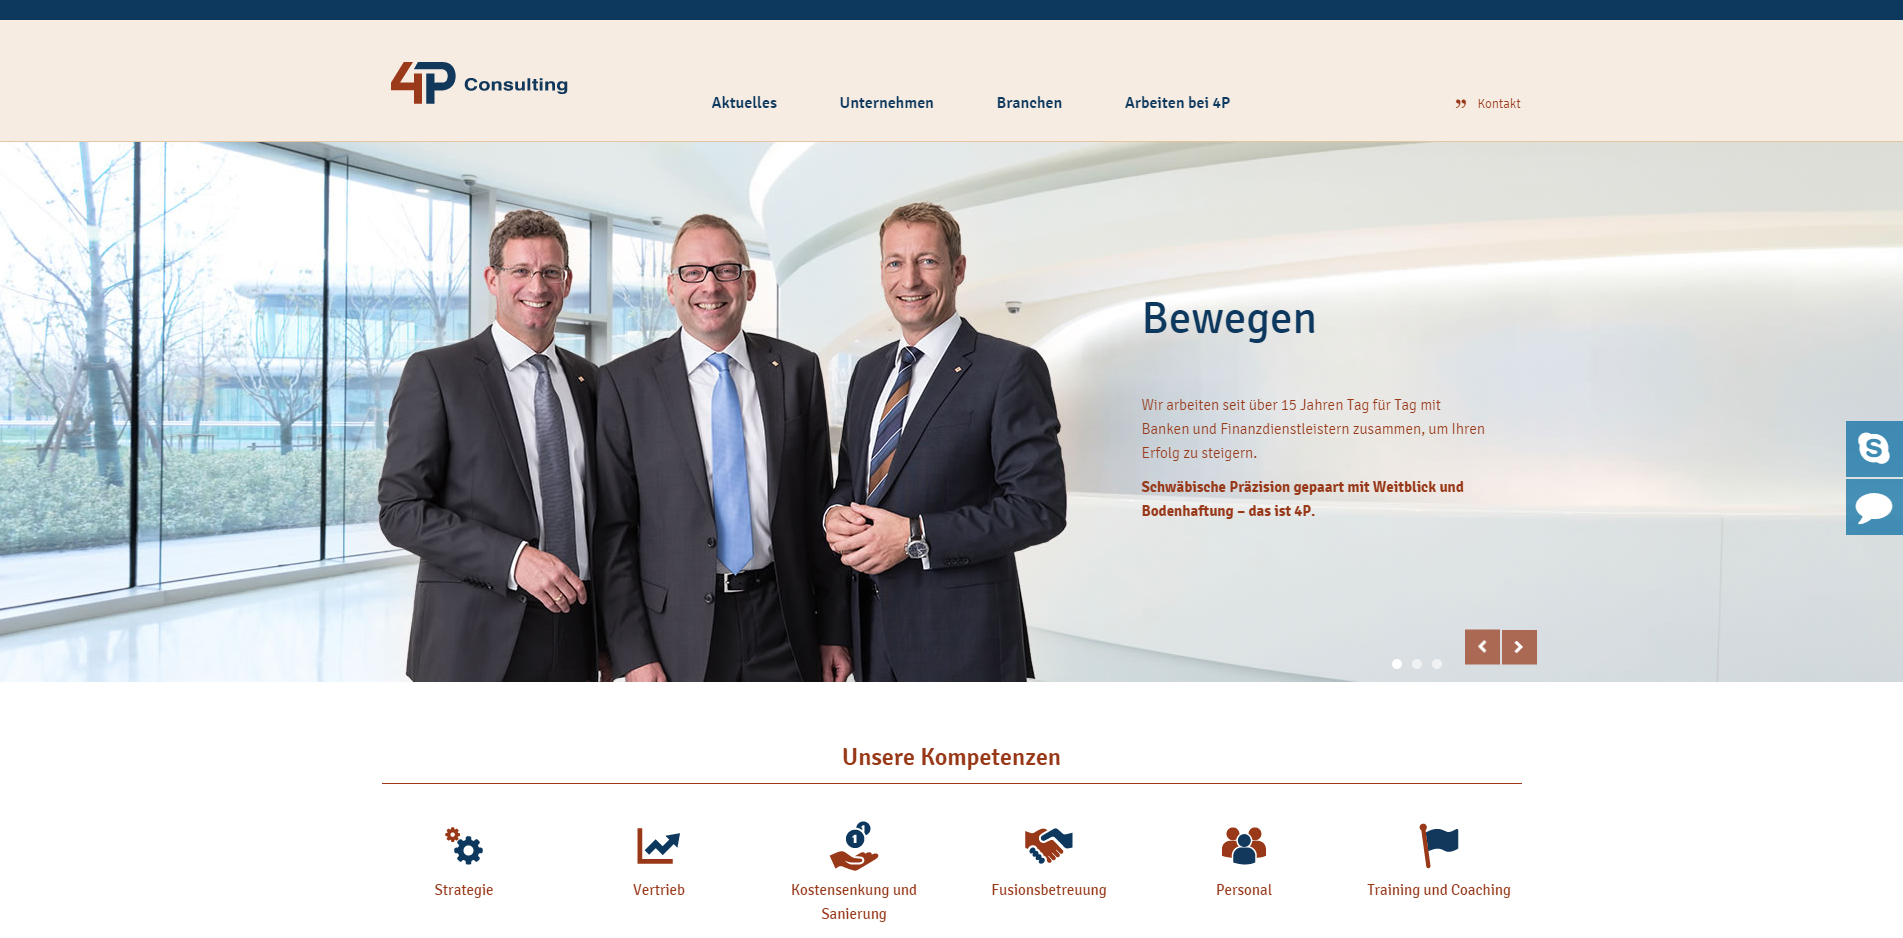 4P Consulting
Aktuelles
Unternehmen
Branchen
Arbeiten bei 4P
Kontakt
Bewegen
Wir arbeiten seit über 15 Jahren Tag für Tag mit
Banken und Finanzdienstleistern zusammen, um Ihren
Erfolg zu steigern.
Schwäbische Präzision gepaart mit Weitblick und
Bodenhaftung – das ist 4P.
Unsere Kompetenzen
Strategie
Vertrieb
Kostensenkung und
Sanierung
Fusionsbetreuung
Personal
Training und Coaching